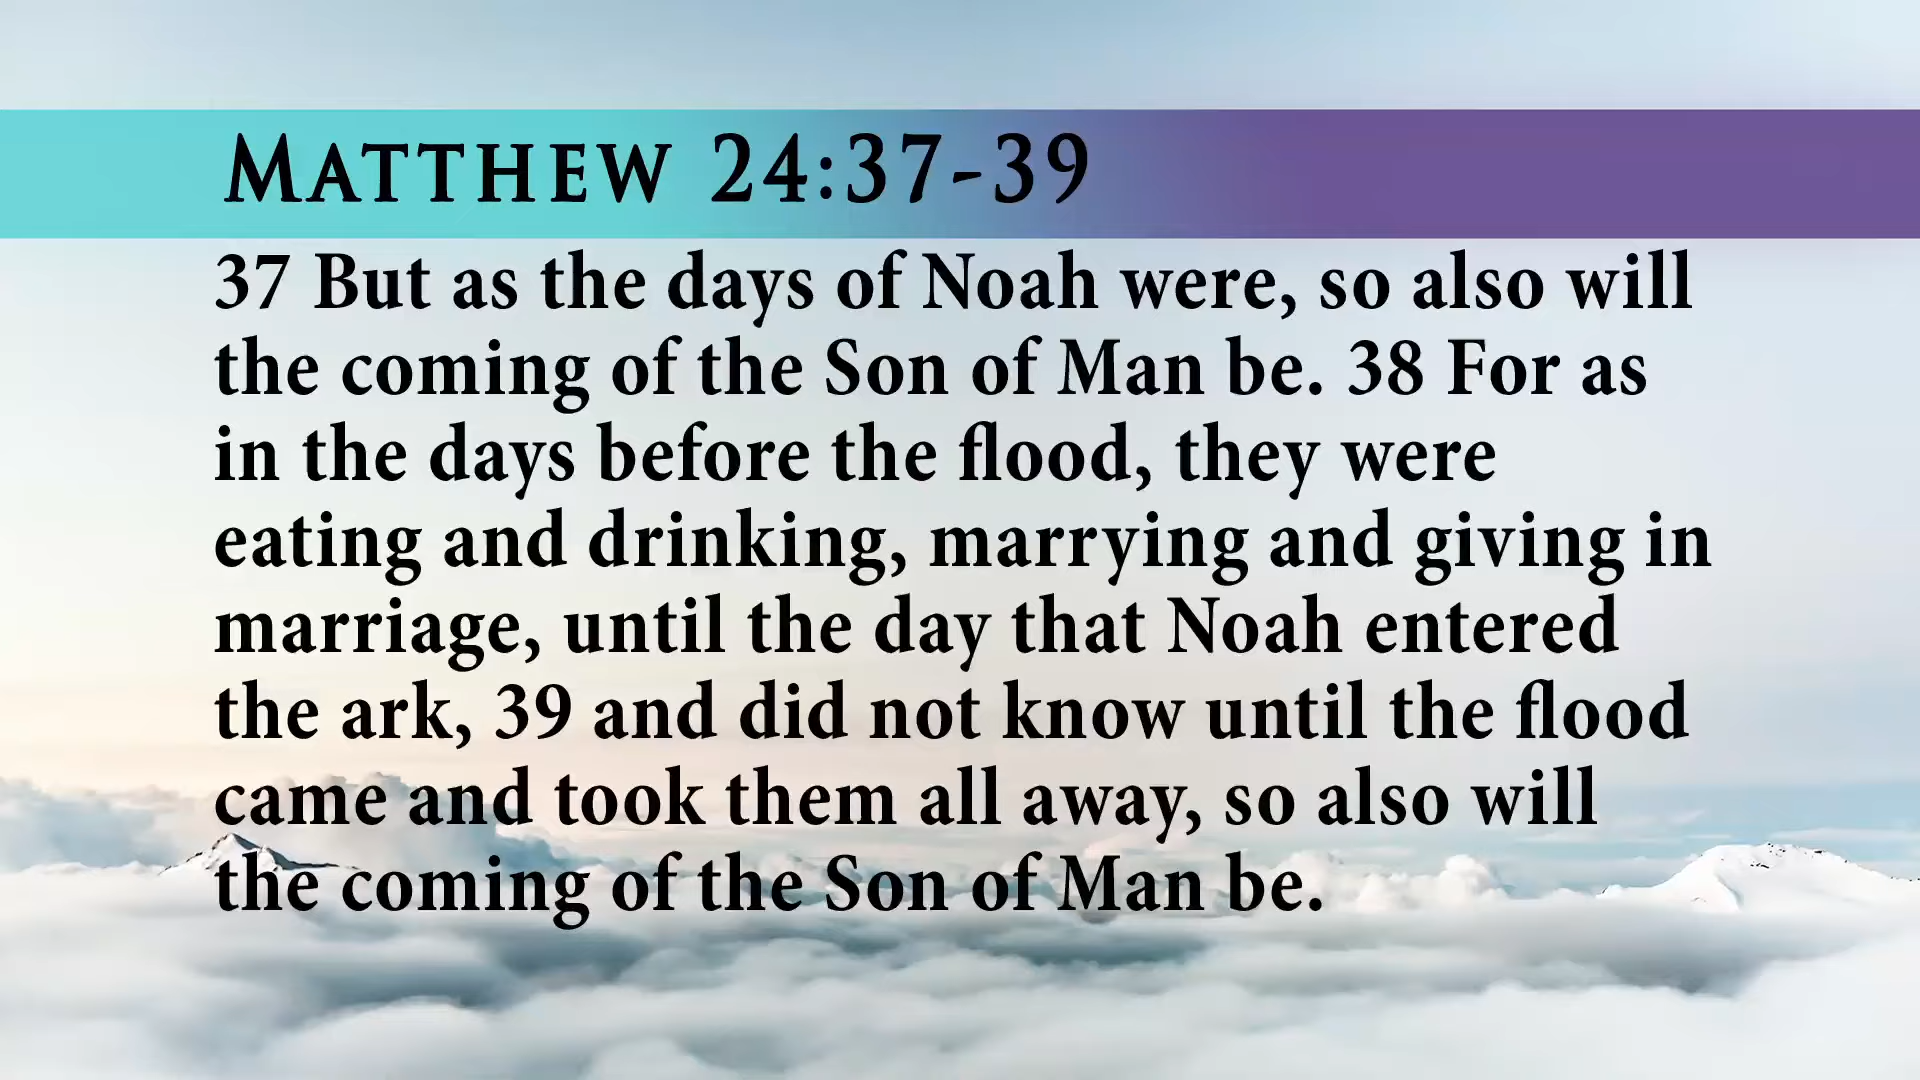 Matthew 24:37-39
37 But as the days of Noah were, so also will
the coming of the Son of Man be. 38 For as
in the days before the flood, they were
eating and drinking, marrying and giving in
marriage, until the day that Noah entered
the ark, 39 and did not know until the flood
came and took them all away, so also will
the coming of the Son of Man be.